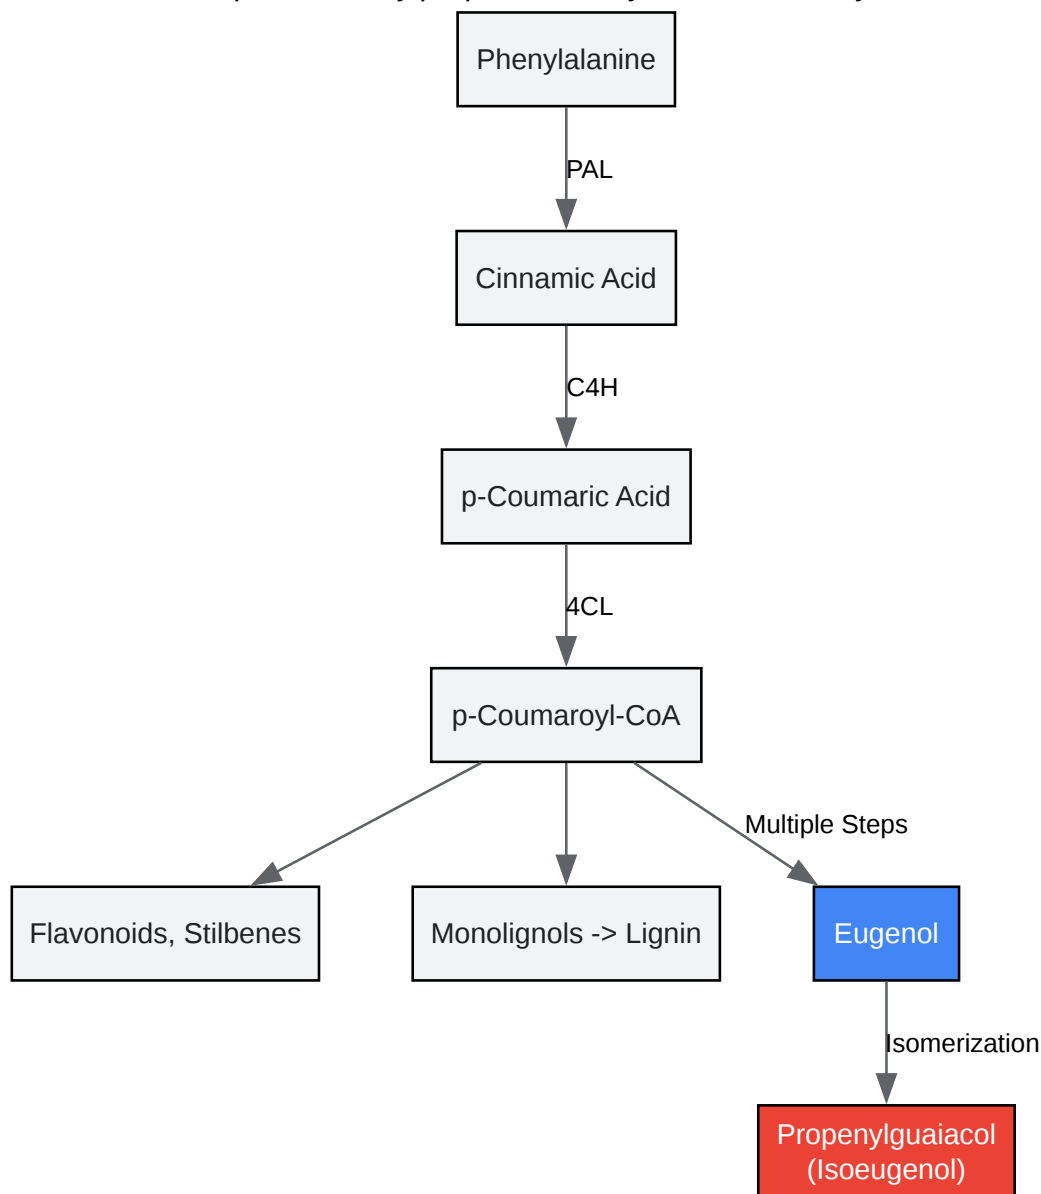 Phenylalanine
PAL
Cinnamic Acid
C4H
p-Coumaric Acid
4CL
p-Coumaroyl-CoA
Multiple Steps
Flavonoids, Stilbenes
Monolignols -> Lignin
Eugenol
Isomerization
Propenylguaiacol
(Isoeugenol)